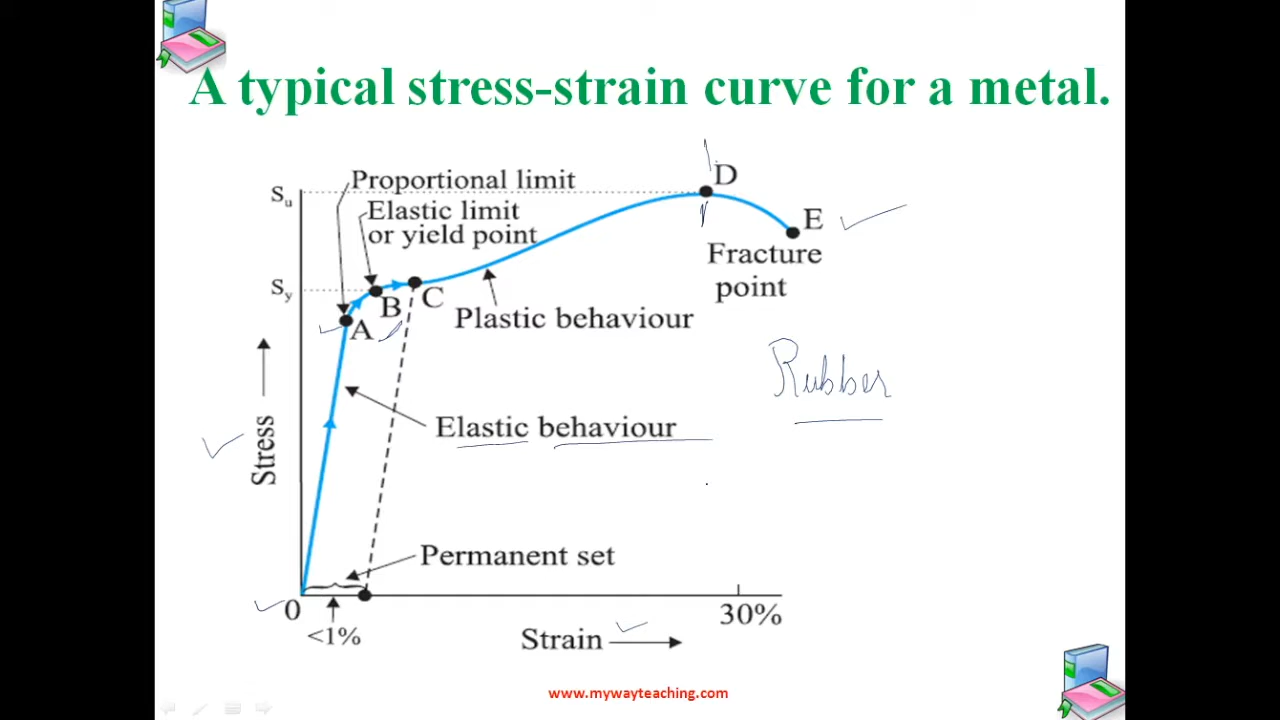 A typical stress-strain curve for a metal.
Proportional limit
D
Su
Elastic limit
or yield point
E
Fracture
point
Sy
B
C
Plastic behaviour
A
Rubber
Elastic behaviour
Stress
Permanent set
0
30%
<1%
Strain
www.mywayteaching.com